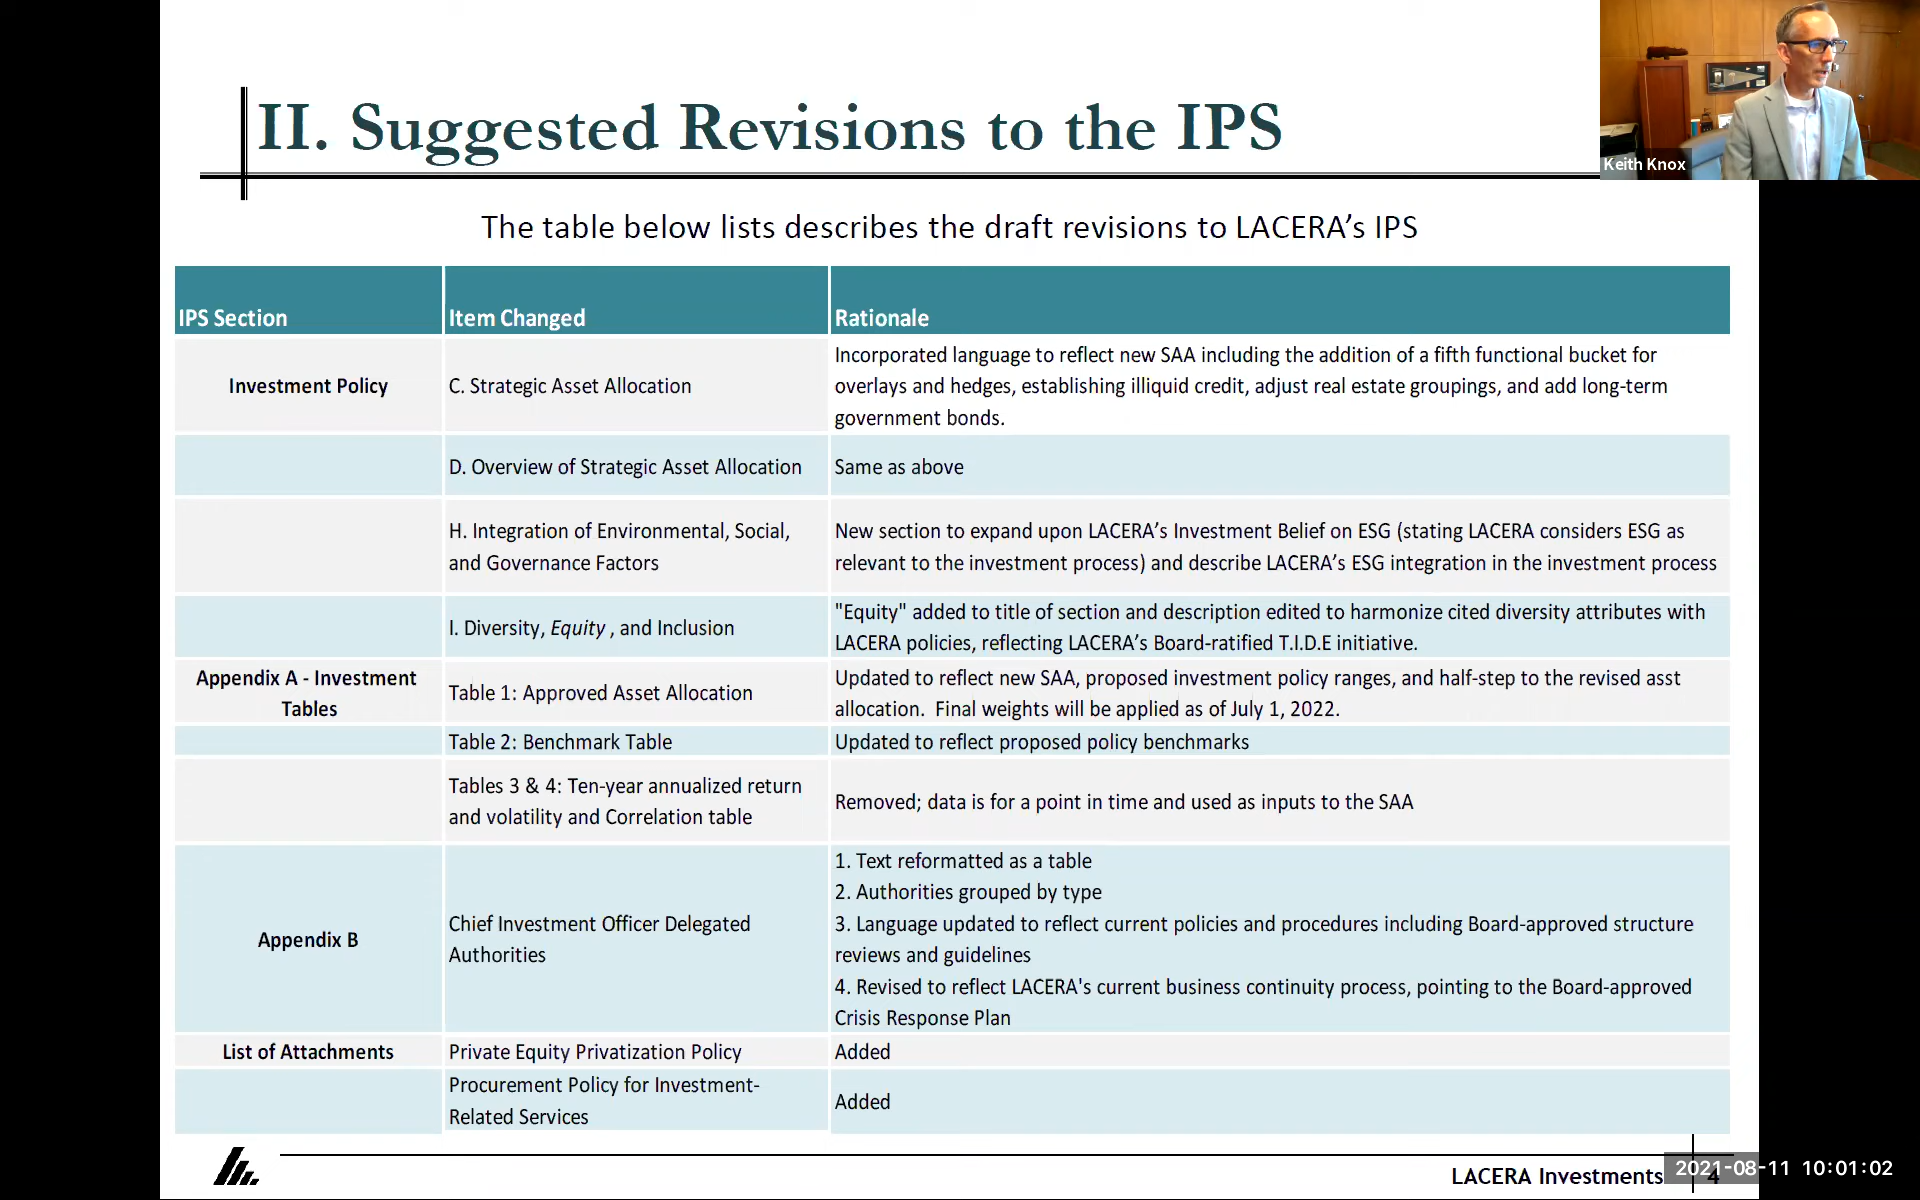 II. Suggested Revisions to the IPS
Keith Knox
The table below lists describes the draft revisions to LACERA’s IPS
IPS Section
Item Changed
Rationale
Investment Policy
C. Strategic Asset Allocation
Incorporated language to reflect new SAA including the addition of a fifth functional bucket for
overlays and hedges, establishing illiquid credit, adjust real estate groupings, and add long-term
government bonds.
D. Overview of Strategic Asset Allocation
Same as above
H. Integration of Environmental, Social,
and Governance Factors
New section to expand upon LACERA’s Investment Belief on ESG (stating LACERA considers ESG as
relevant to the investment process) and describe LACERA’s ESG integration in the investment process
I. Diversity, Equity , and Inclusion
"Equity" added to title of section and description edited to harmonize cited diversity attributes with
LACERA policies, reflecting LACERA’s Board-ratified T.I.D.E initiative.
Appendix A - Investment
Tables
Table 1: Approved Asset Allocation
Updated to reflect new SAA, proposed investment policy ranges, and half-step to the revised asst
allocation.  Final weights will be applied as of July 1, 2022.
Table 2: Benchmark Table
Updated to reflect proposed policy benchmarks
Tables 3 & 4: Ten-year annualized return
and volatility and Correlation table
Removed; data is for a point in time and used as inputs to the SAA
Appendix B
Chief Investment Officer Delegated
Authorities
1. Text reformatted as a table
2. Authorities grouped by type
3. Language updated to reflect current policies and procedures including Board-approved structure
reviews and guidelines
4. Revised to reflect LACERA's current business continuity process, pointing to the Board-approved
Crisis Response Plan
List of Attachments
Private Equity Privatization Policy
Added
Procurement Policy for Investment-
Related Services
Added
LACERA Investments
4
2021-08-11 10:01:02